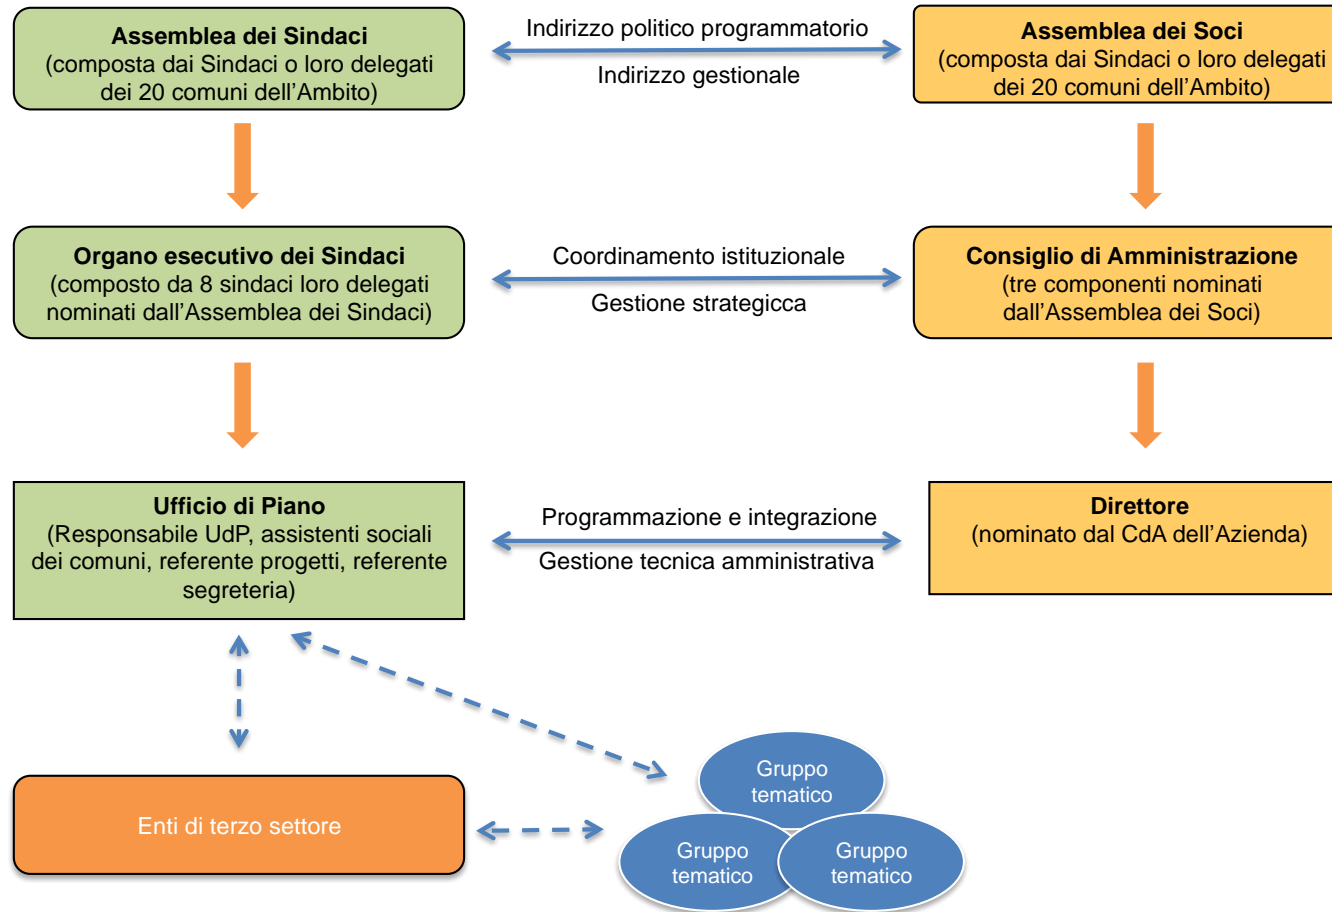 Assemblea dei Sindaci
(composta dai Sindaci o loro delegati
dei 20 comuni dell’Ambito)
Indirizzo politico programmatorio
Indirizzo gestionale
Assemblea dei Soci
(composta dai Sindaci o loro delegati
dei 20 comuni dell’Ambito)
Organo esecutivo dei Sindaci
(composto da 8 sindaci loro delegati
nominati dall’Assemblea dei Sindaci)
Coordinamento istituzionale
Gestione strategicca
Consiglio di Amministrazione
(tre componenti nominati
dall’Assemblea dei Soci)
Ufficio di Piano
(Responsabile UdP, assistenti sociali
dei comuni, referente progetti, referente
segreteria)
Programmazione e integrazione
Gestione tecnica amministrativa
Direttore
(nominato dal CdA dell’Azienda)
Enti di terzo settore
Gruppo
tematico
Gruppo
tematico
Gruppo
tematico